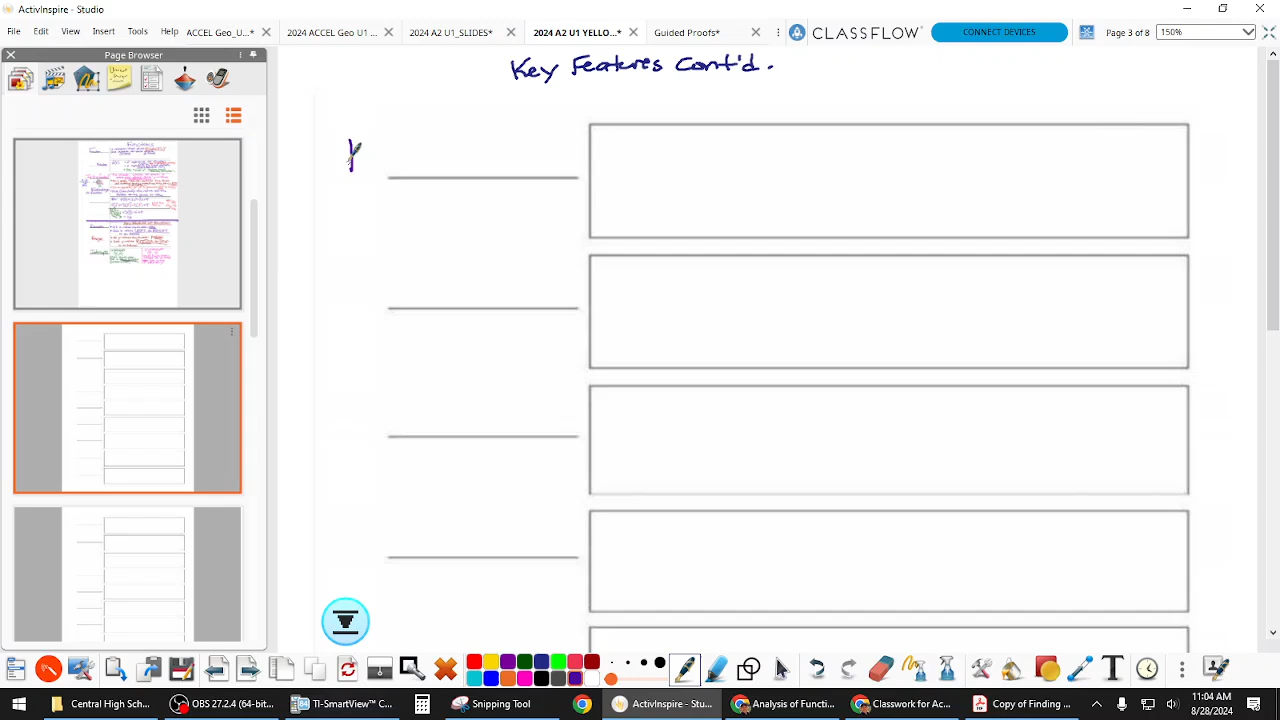 ActivInspire - Studio
File Edit View Insert Tools Help ACCEL Geo_U...* 2024 ACCEL Geo U1 ... 2024 A2 U1_SLIDES* 2024 A2 U1 YELLO...* Guided Proofs* CLASSFLOW CONNECT DEVICES Page 3 of 8 150%
Page Browser
Key Features Cont'd.
Central High Sc... OBS 27.2.4 (64-bit... TI-SmartView™ C... Snipping Tool ActivInspire - Stu... Analysis of Functi... Classwork for Ac... Copy of Finding ... 11:04 AM
8/28/2024